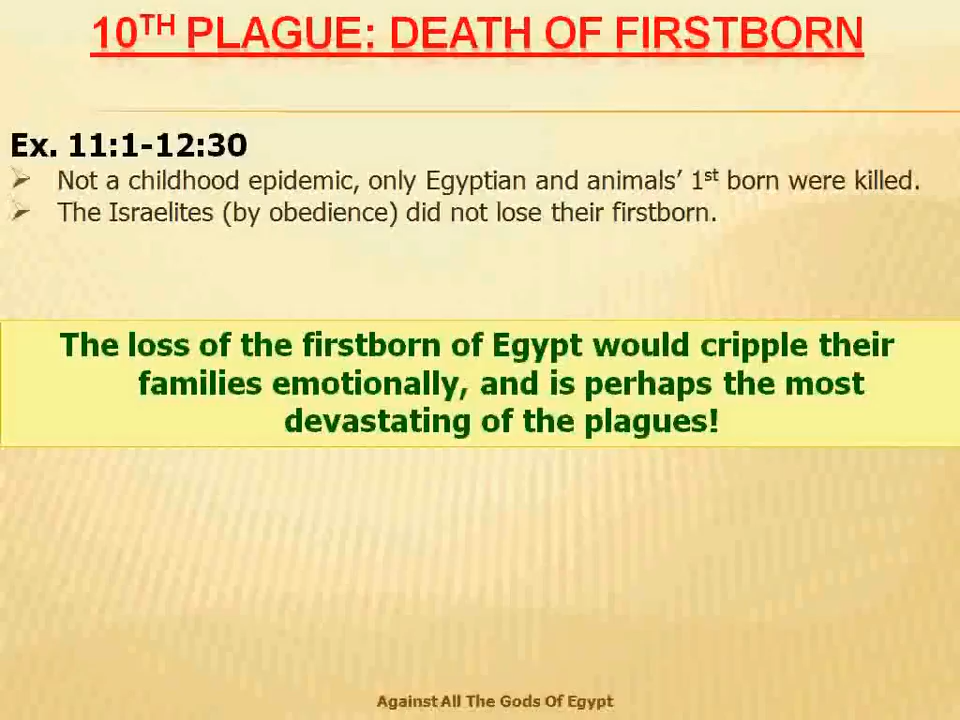 10TH PLAGUE: DEATH OF FIRSTBORN
Ex. 11:1-12:30
➢ Not a childhood epidemic, only Egyptian and animals’ 1st born were killed.
➢ The Israelites (by obedience) did not lose their firstborn.
The loss of the firstborn of Egypt would cripple their
families emotionally, and is perhaps the most
devastating of the plagues!
Against All The Gods Of Egypt